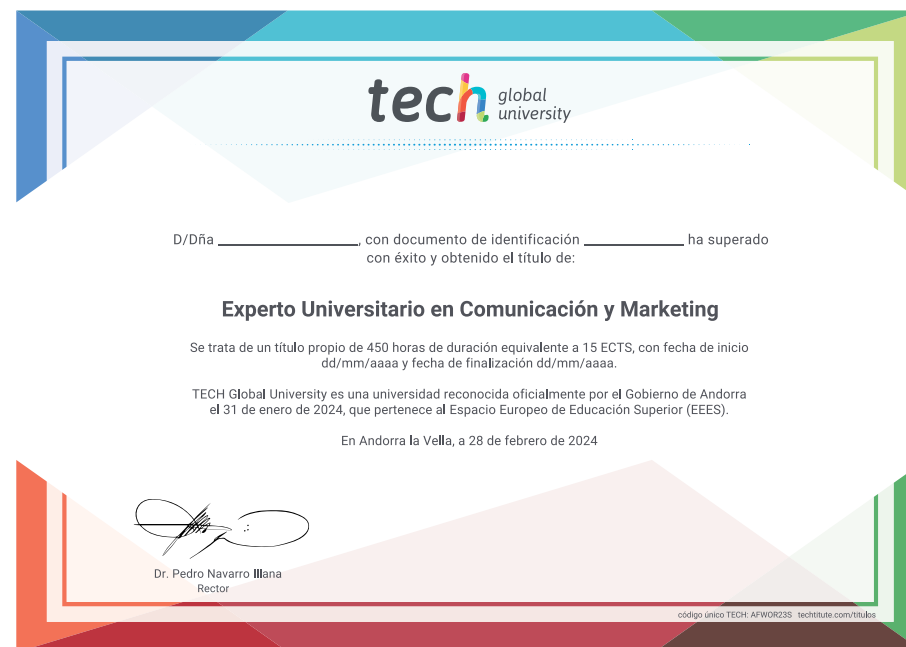 tech global university
D/Dña ____________________, con documento de identificación ______________ ha superado
con éxito y obtenido el título de:
Experto Universitario en Comunicación y Marketing
Se trata de un título propio de 450 horas de duración equivalente a 15 ECTS, con fecha de inicio
dd/mm/aaaa y fecha de finalización dd/mm/aaaa.
TECH Global University es una universidad reconocida oficialmente por el Gobierno de Andorra
el 31 de enero de 2024, que pertenece al Espacio Europeo de Educación Superior (EEES).
En Andorra la Vella, a 28 de febrero de 2024
Dr. Pedro Navarro Illana
Rector
código único TECH: AFWOR23S techtitute.com/titulos